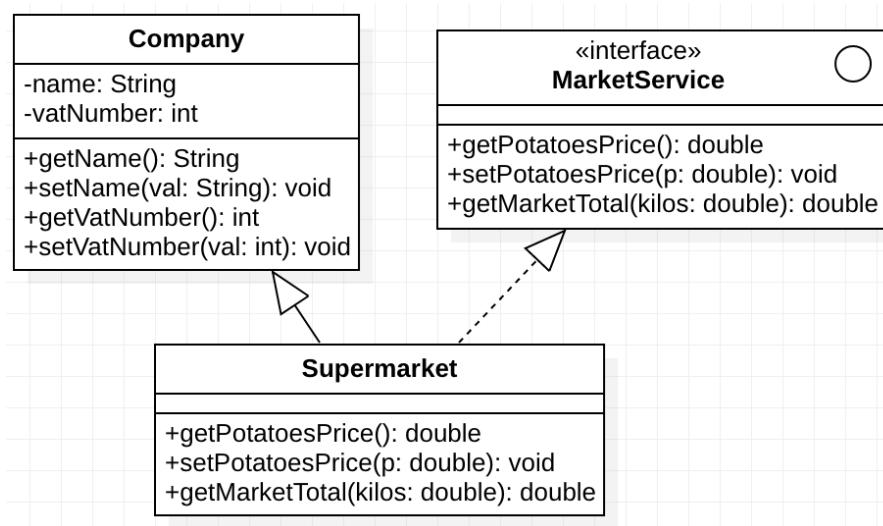 Company
-name: String
-vatNumber: int
+getName(): String
+setName(val: String): void
+getVatNumber(): int
+setVatNumber(val: int): void
«interface»
MarketService
+getPotatoesPrice(): double
+setPotatoesPrice(p: double): void
+getMarketTotal(kilos: double): double
Supermarket
+getPotatoesPrice(): double
+setPotatoesPrice(p: double): void
+getMarketTotal(kilos: double): double